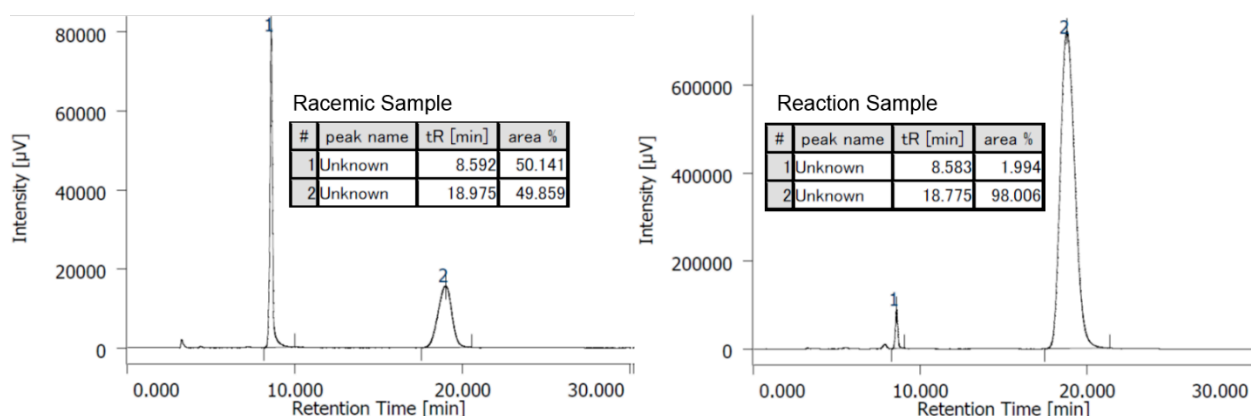 80000
60000
40000
20000
0
Intensity [µV]
1
2
Racemic Sample
# peak name tR [min] area %
1 Unknown 8.592 50.141
2 Unknown 18.975 49.859
0.000 10.000 20.000 30.000
Retention Time [min]
600000
400000
200000
0
Intensity [µV]
1
2
Reaction Sample
# peak name tR [min] area %
1 Unknown 8.583 1.994
2 Unknown 18.775 98.006
0.000 10.000 20.000 30.000
Retention Time [min]